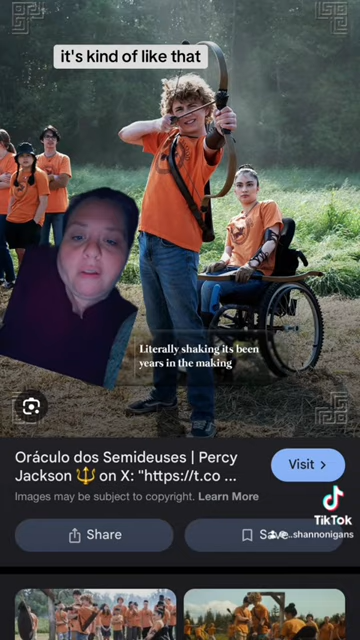 it's kind of like that
Literally shaking its been
years in the making
Oráculo dos Semideuses | Percy
Jackson 🔱 on X: "https://t.co ...
Visit >
Images may be subject to copyright. Learn More
Share
Save
TikTok
shannonigans